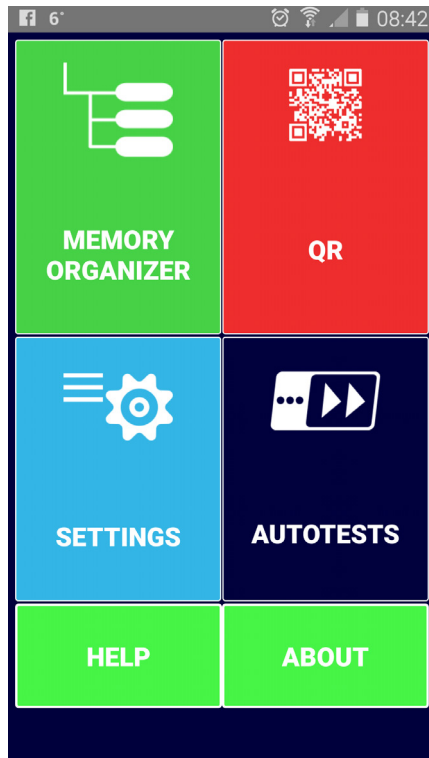 6° 08:42
MEMORY
ORGANIZER
QR
SETTINGS
AUTOTESTS
HELP
ABOUT